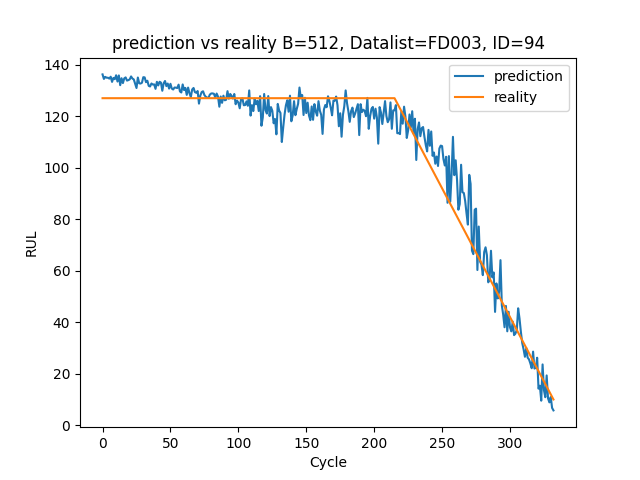 prediction vs reality B=512, Datalist=FD003, ID=94
prediction
reality
140
120
100
80
60
40
20
0
RUL
0 50 100 150 200 250 300
Cycle